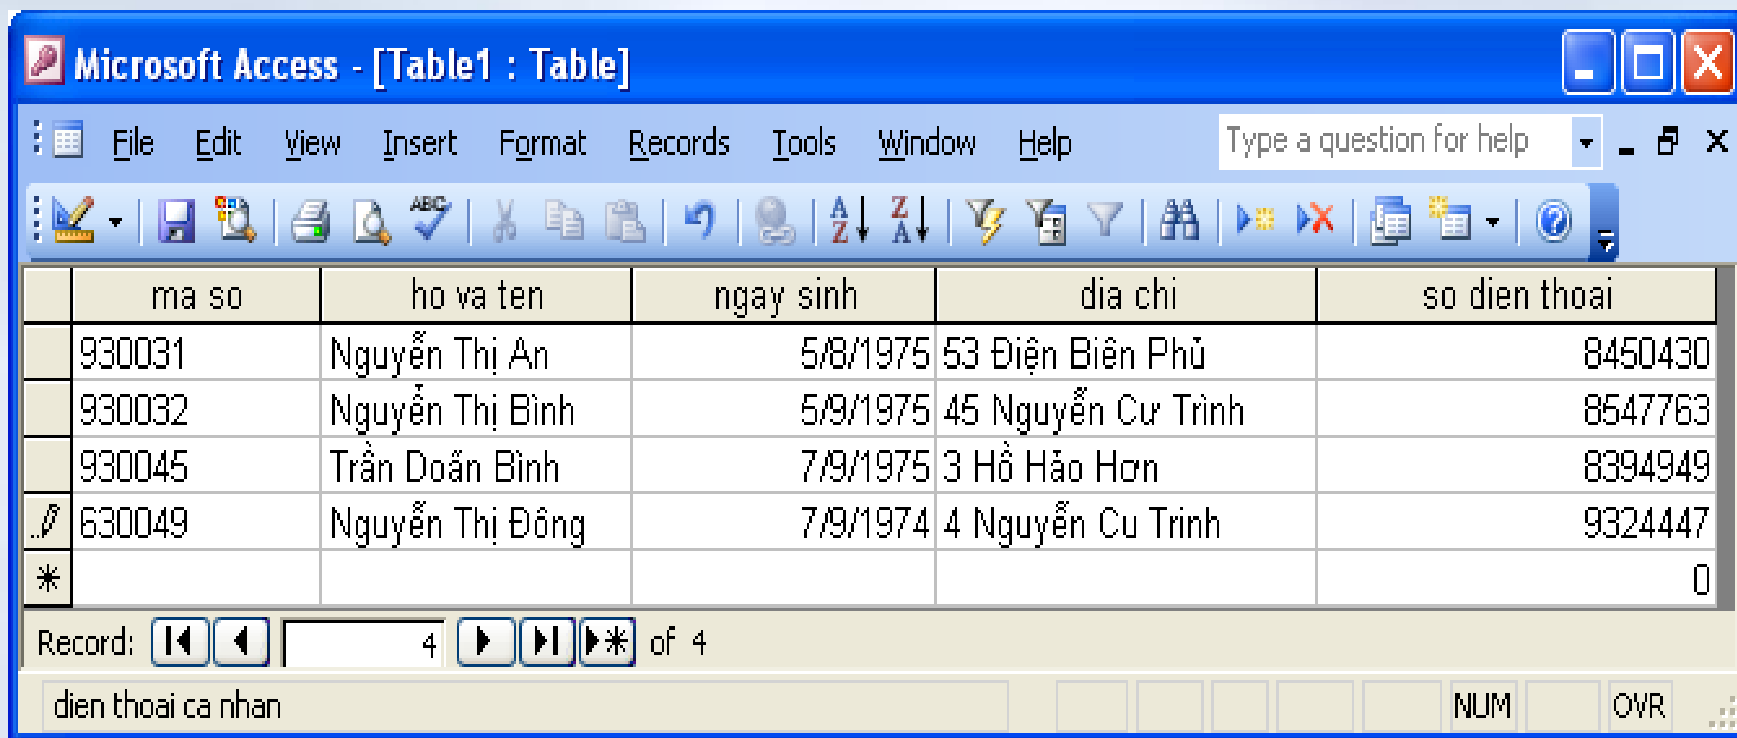 Microsoft Access - [Table1 : Table]
File Edit View Insert Format Records Tools Window Help Type a question for help
ma so ho va ten ngay sinh dia chi so dien thoai
930031 Nguyễn Thị An 5/8/1975 53 Điện Biên Phủ 8450430
930032 Nguyễn Thị Bình 5/9/1975 45 Nguyễn Cư Trình 8547763
930045 Trần Doãn Bình 7/9/1975 3 Hồ Hảo Hơn 8394949
630049 Nguyễn Thị Đông 7/9/1974 4 Nguyễn Cu Trinh 9324447
0
Record: 4 of 4
dien thoai ca nhan NUM OVR